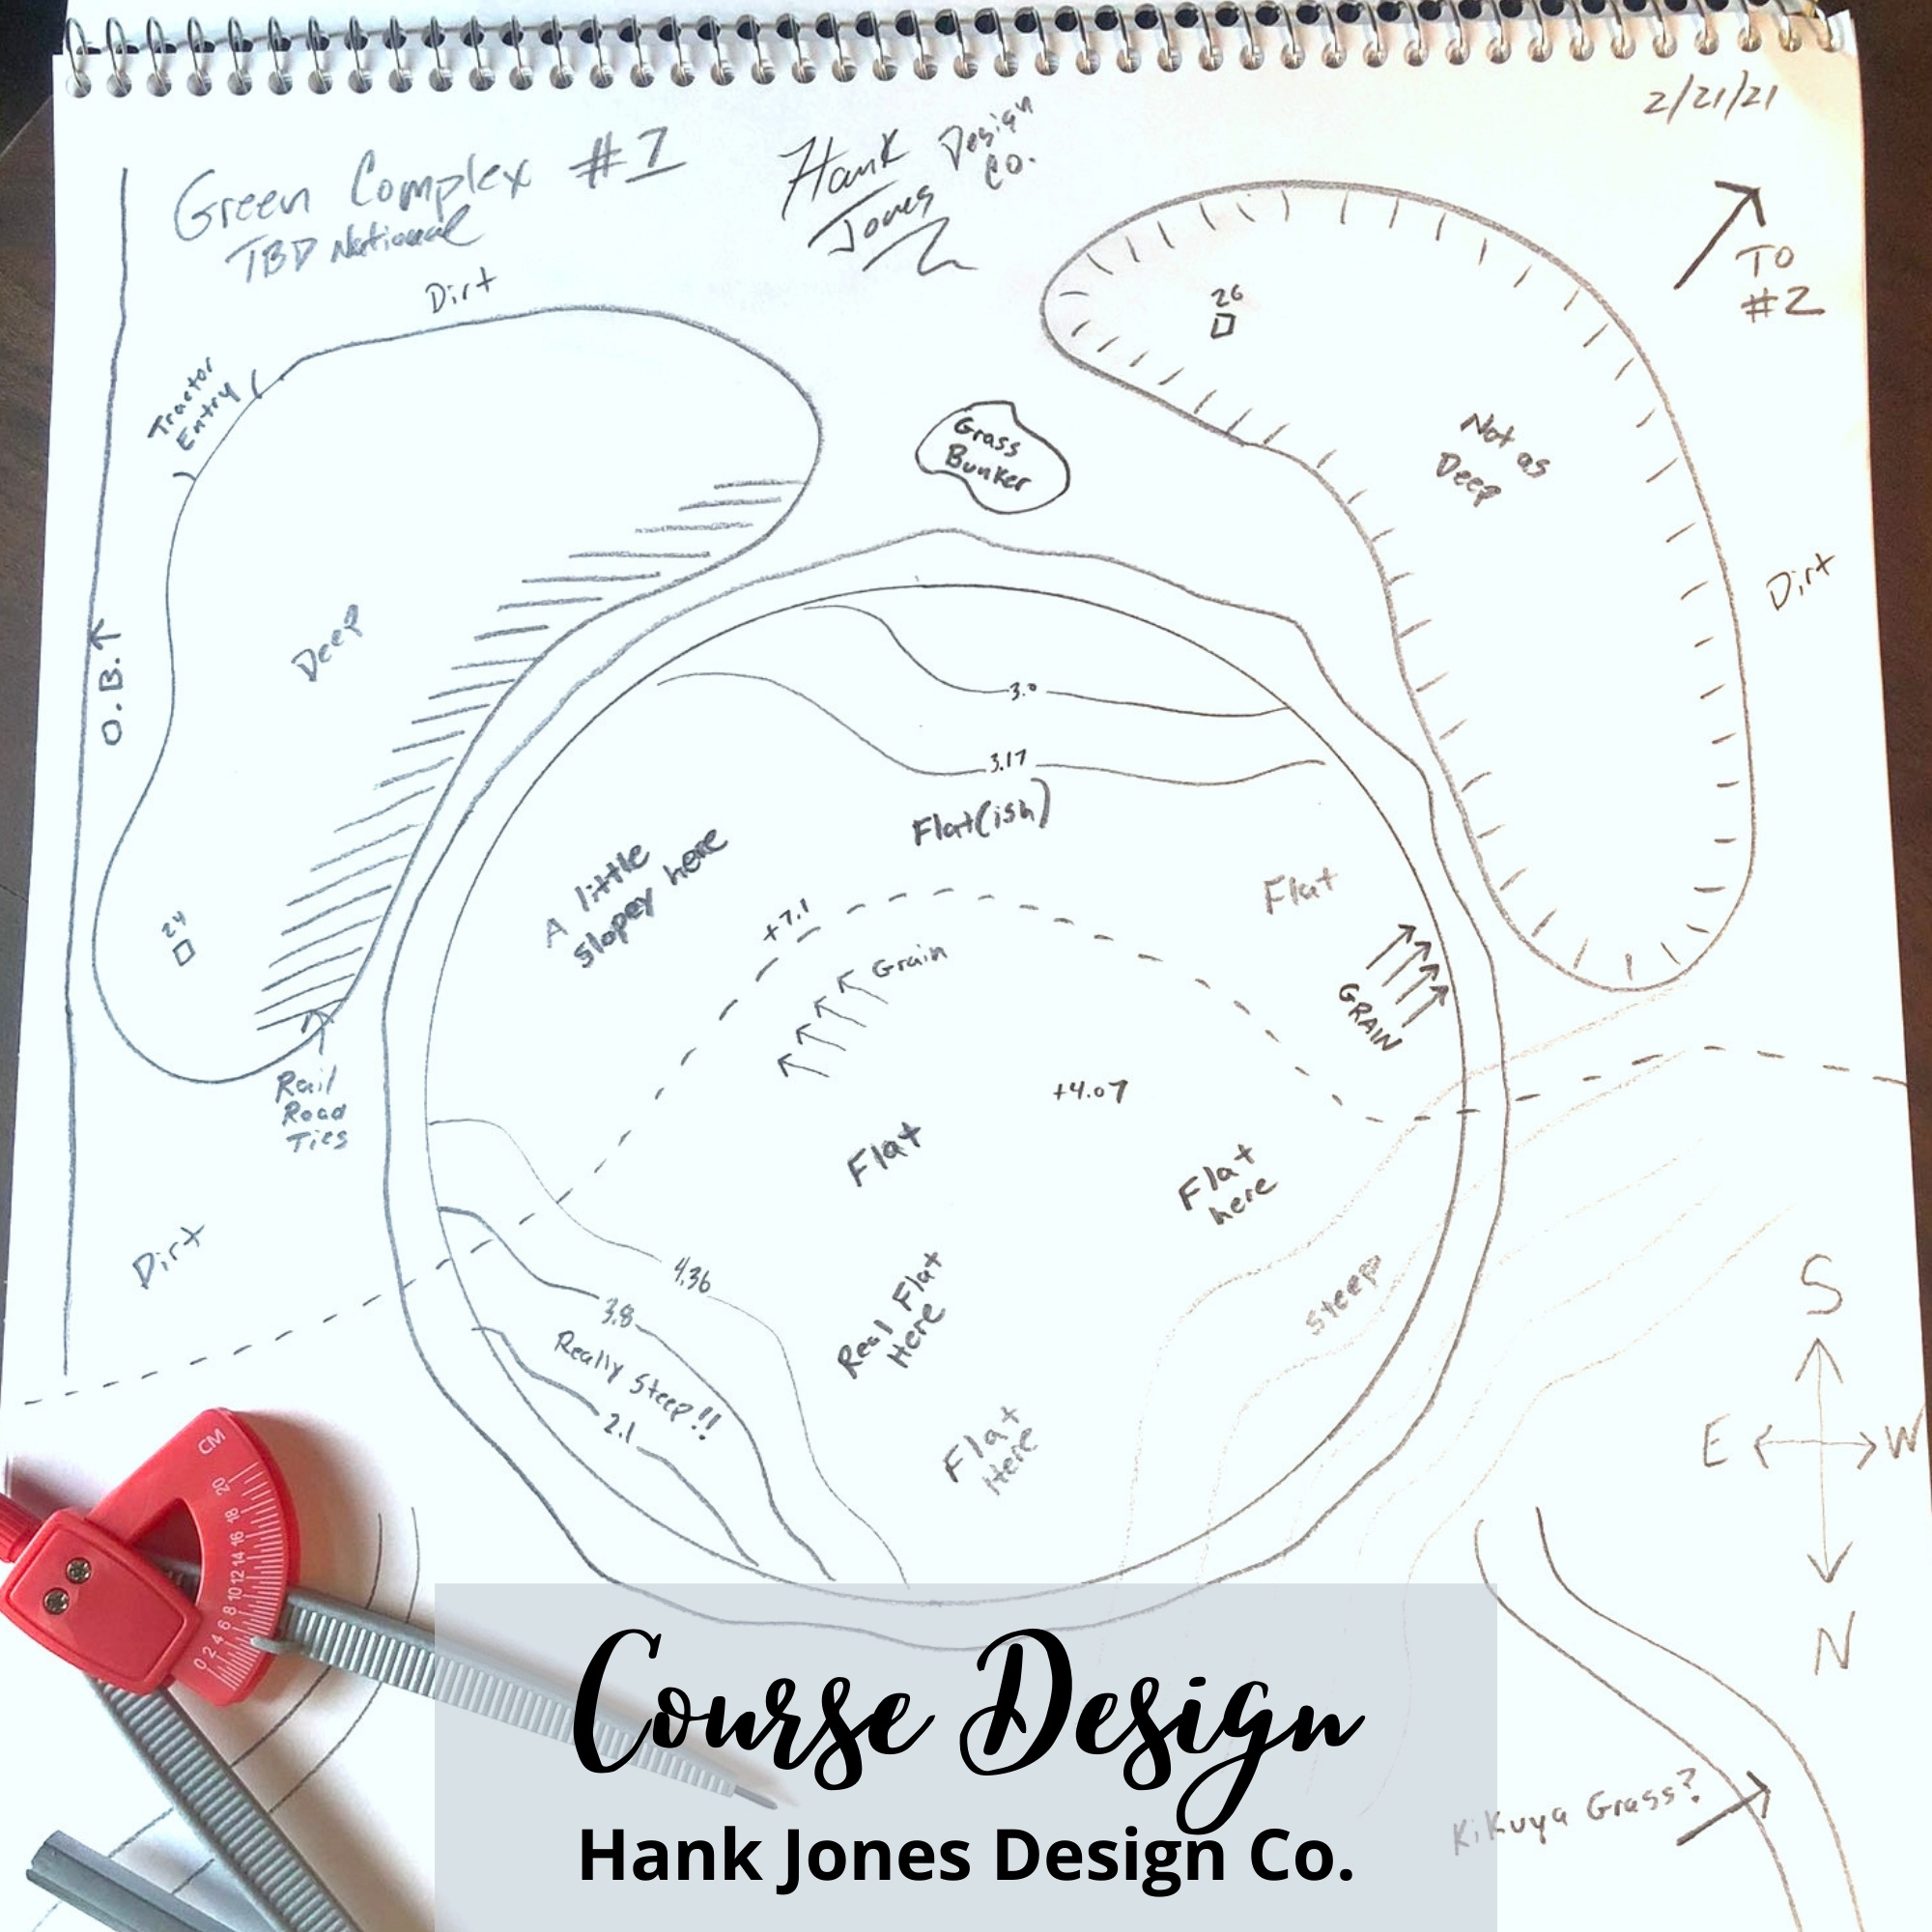 2/21/21
Green Complex #1
TBD National
Hank
Jones
Design
Co.
TO
#2
Dirt
Tractor
Entry
26
Grass
Bunker
Not as
Deep
Dirt
Deep
O.B.
3.0
3.17
Flat(ish)
A little
slopey here
Flat
+7.1
Grain
GRAIN
24
Rail
Road
Ties
+4.07
Flat
Flat
here
Dirt
4.36
3.8
Really Steep!!
2.1
Real Flat
Here
Steep
Flat
Here
S
E
W
N
CM
0 2 4 6 8 10 12 14 16 18 20
Kikuya Grass?
Course Design
Hank Jones Design Co.